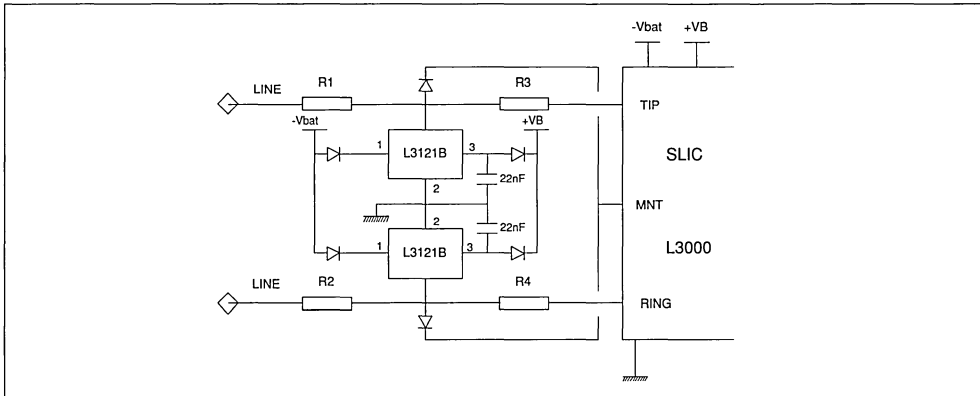 -Vbat +VB
LINE R1 R3
TIP
-Vbat +VB
1 L3121B 3
SLIC
22nF
2
MNT
2
22nF
1 L3121B 3
L3000
LINE R2 R4
RING